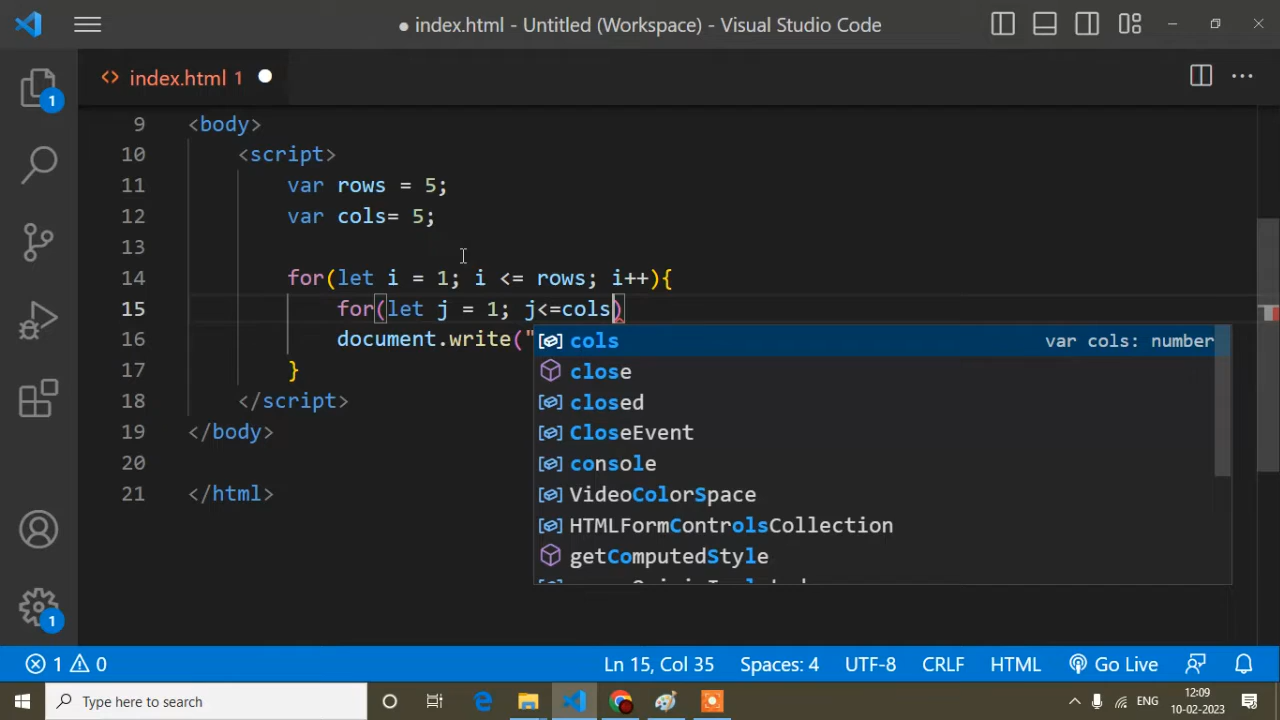 ● index.html - Untitled (Workspace) - Visual Studio Code
<> index.html 1 ●
9 <body>
10 <script>
11 var rows = 5;
12 var cols= 5;
13
14 for(let i = 1; i <= rows; i++){
15 for(let j = 1; j<=cols)
16 document.write("
17 }
18 </script>
19 </body>
20
21 </html>
cols var cols: number
close
closed
CloseEvent
console
VideoColorSpace
HTMLFormControlsCollection
getComputedStyle
1
1
1 0 Ln 15, Col 35 Spaces: 4 UTF-8 CRLF HTML Go Live
Type here to search
ENG
12:09
10-02-2023